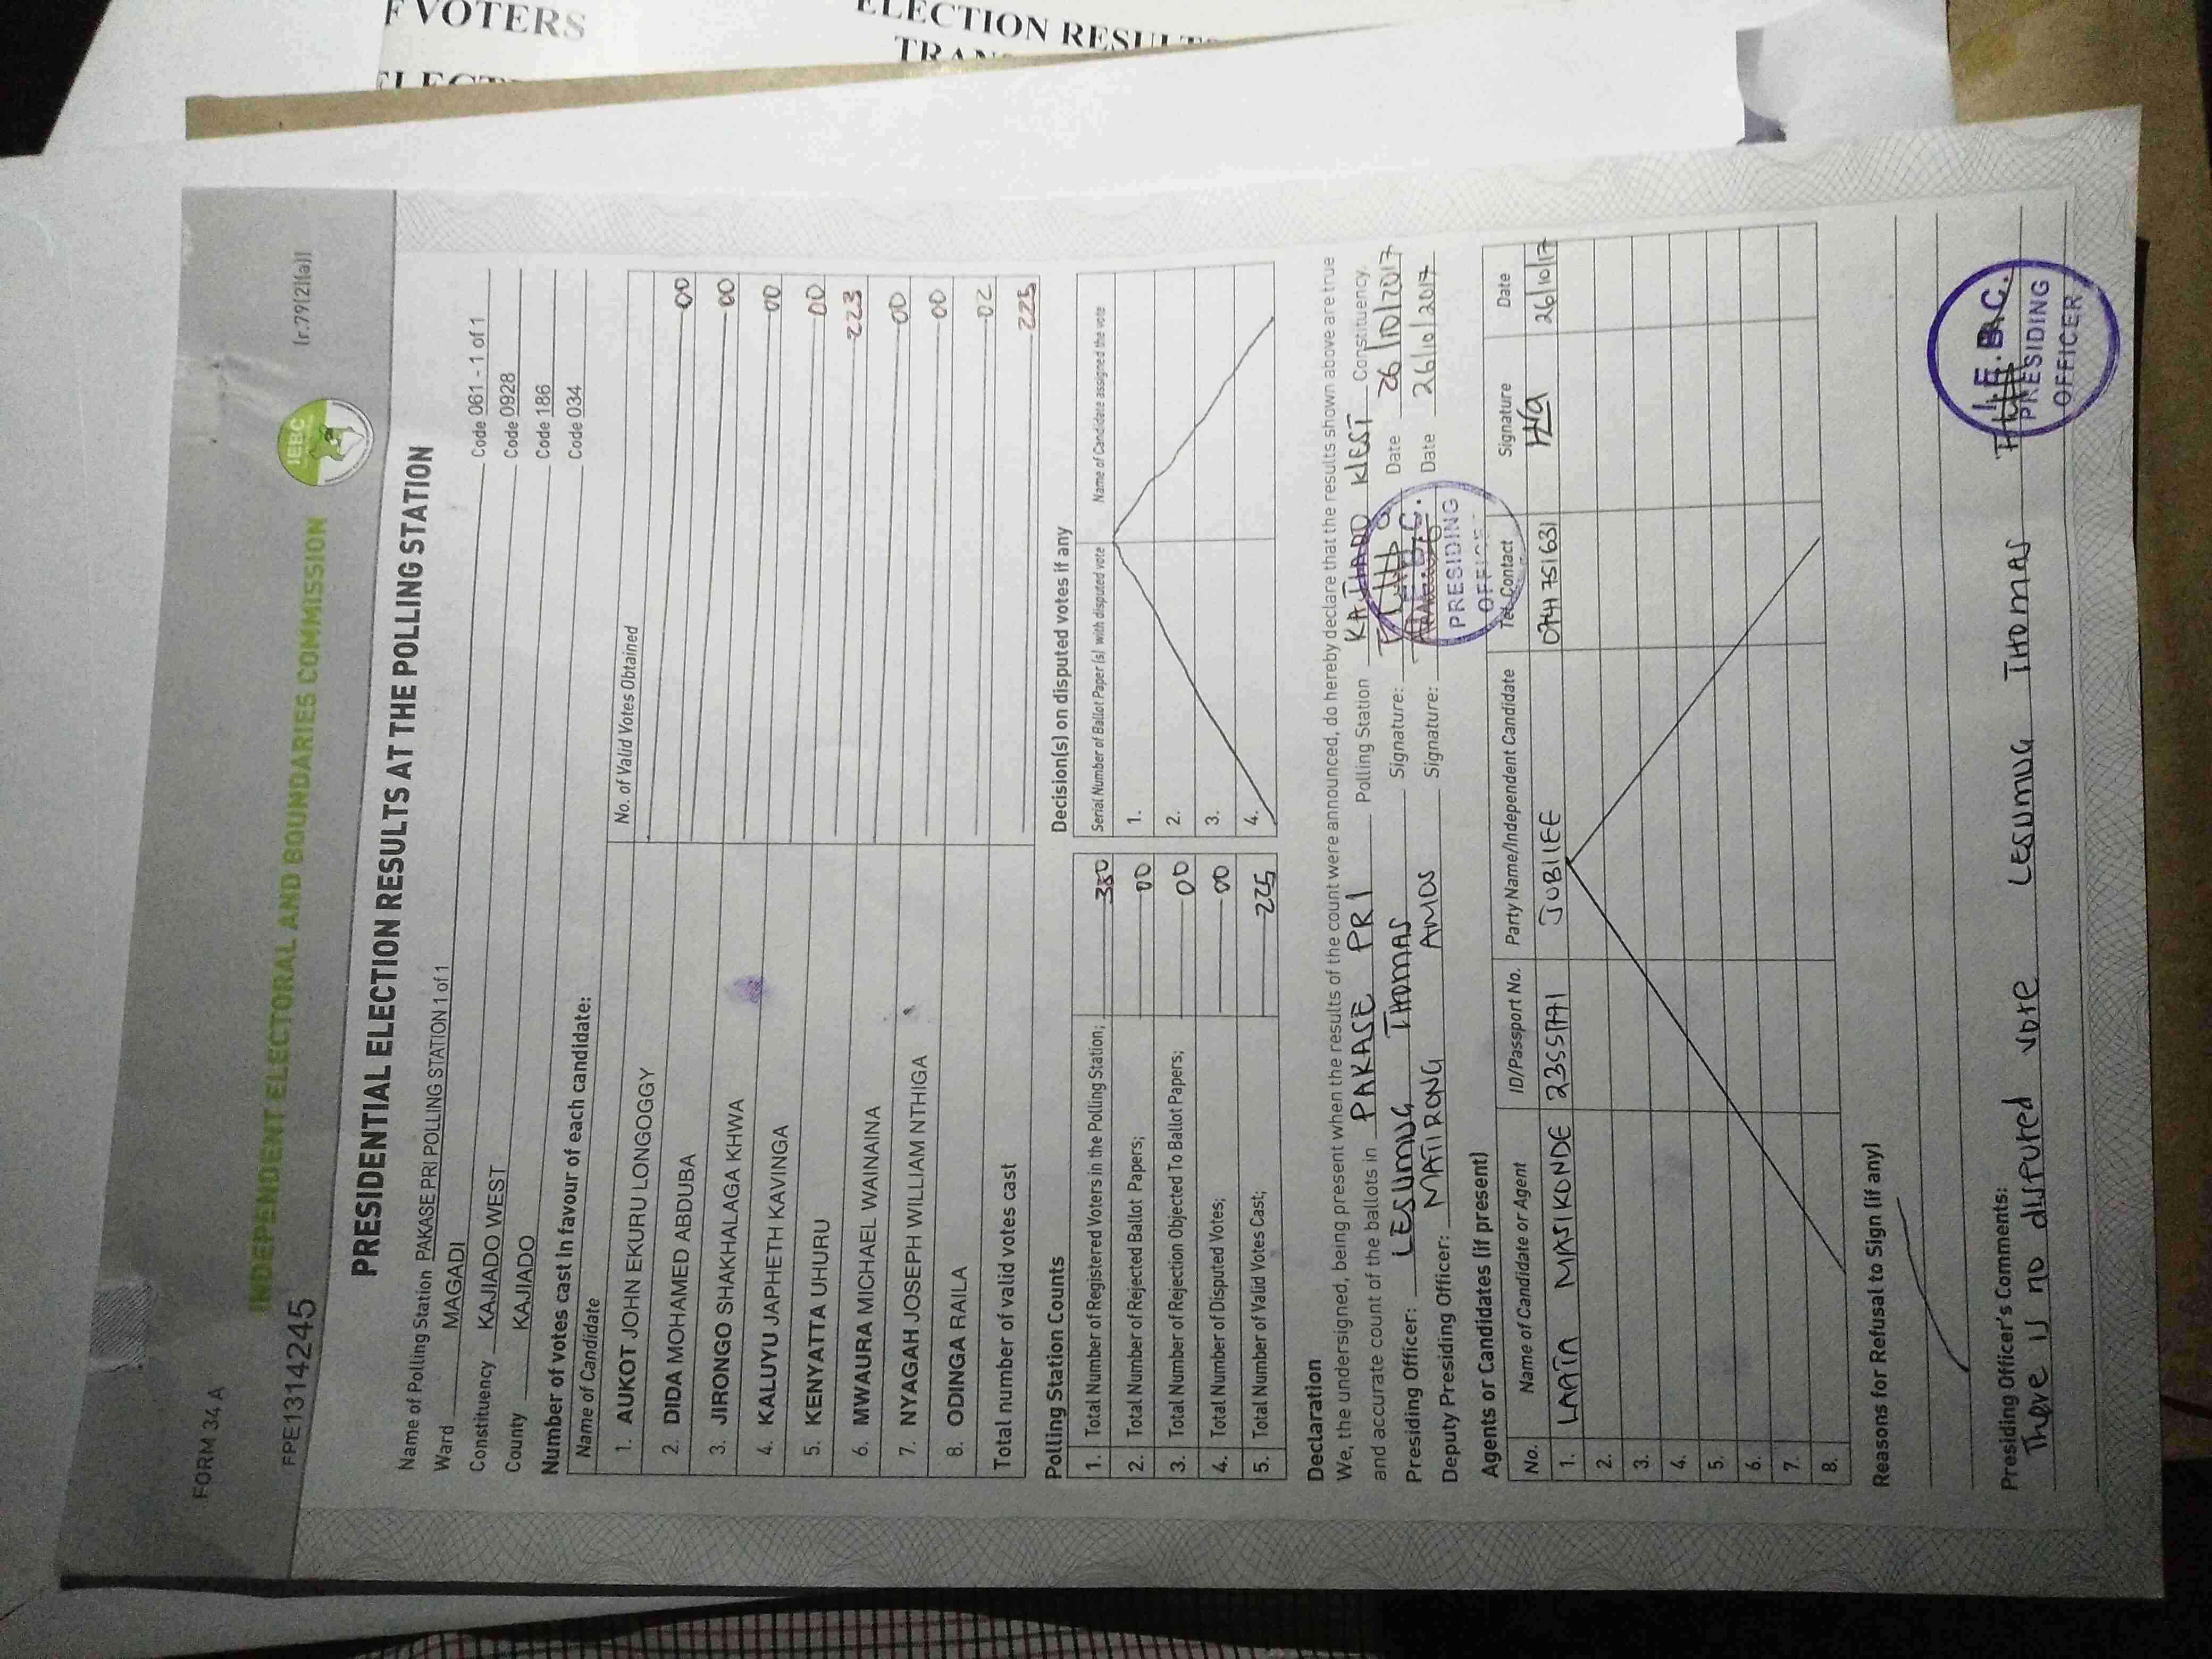 F VOTERS
ELECTION RESULTS
TRAN
ELECT
FORM 34A
(r.79(2)(a))
INDEPENDENT ELECTORAL AND BOUNDARIES COMMISSION
IEBC
FPE1314245
PRESIDENTIAL ELECTION RESULTS AT THE POLLING STATION
Name of Polling Station PAKASE PRI POLLING STATION 1 of 1 Code 061 - 1 of 1
Ward MAGADI Code 0928
Constituency KAJIADO WEST Code 186
County KAJIADO Code 034
Number of votes cast in favour of each candidate:
Name of Candidate No. of Valid Votes Obtained
1. AUKOT JOHN EKURU LONGOGGY 00
2. DIDA MOHAMED ABDUBA 00
3. JIRONGO SHAKHALAGA KHWA 00
4. KALUYU JAPHETH KAVINGA 00
5. KENYATTA UHURU 223
6. MWAURA MICHAEL WAINAINA 00
7. NYAGAH JOSEPH WILLIAM NTHIGA 00
8. ODINGA RAILA 02
Total number of valid votes cast 225
Polling Station Counts
1. Total Number of Registered Voters in the Polling Station; 330
2. Total Number of Rejected Ballot Papers; 00
3. Total Number of Rejection Objected To Ballot Papers; 00
4. Total Number of Disputed Votes; 00
5. Total Number of Valid Votes Cast; 225
Decision(s) on disputed votes if any
Serial Number of Ballot Paper (s) with disputed vote Name of Candidate assigned the vote
1.
2.
3.
4.
Declaration
We, the undersigned, being present when the results of the count were announced, do hereby declare that the results shown above are true
and accurate count of the ballots in PAKASE PRI Polling Station KAJIADO WEST Constituency.
Presiding Officer: LESUMUG THOMAS Signature: Date 26/10/2017
Deputy Presiding Officer: MATIRONG AMOS Signature: Date 26/10/2017
I.E.B.C.
PRESIDING
OFFICER
Agents or Candidates (if present)
No. Name of Candidate or Agent ID/Passport No. Party Name/Independent Candidate Tel. Contact Signature Date
1. LAATA MASIKONDE JUBILEE 0741751631 26/10/17
2.
3.
4.
5.
6.
7.
8.
Reasons for Refusal to Sign (if any)
Presiding Officer's Comments:
There is no disputed vote LESUMUG THOMAS
I.E.B.C.
PRESIDING
OFFICER